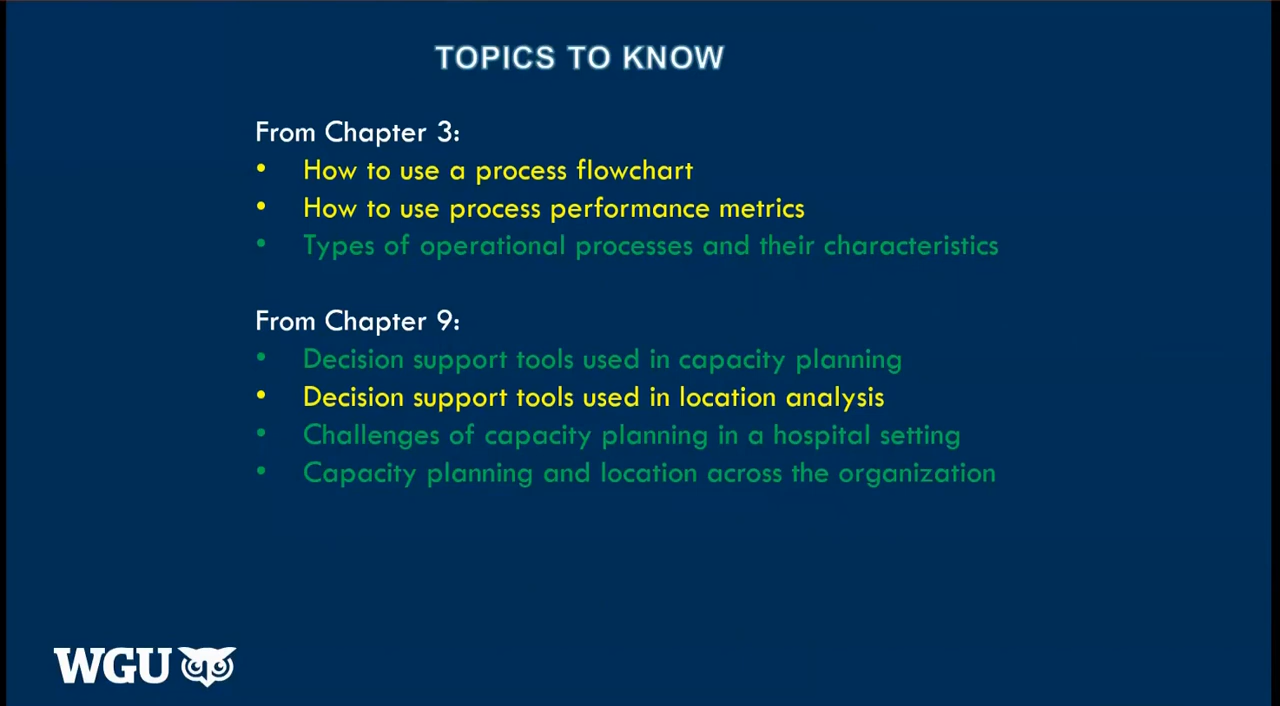 TOPICS TO KNOW
From Chapter 3:
• How to use a process flowchart
• How to use process performance metrics
• Types of operational processes and their characteristics
From Chapter 9:
• Decision support tools used in capacity planning
• Decision support tools used in location analysis
• Challenges of capacity planning in a hospital setting
• Capacity planning and location across the organization
WGU